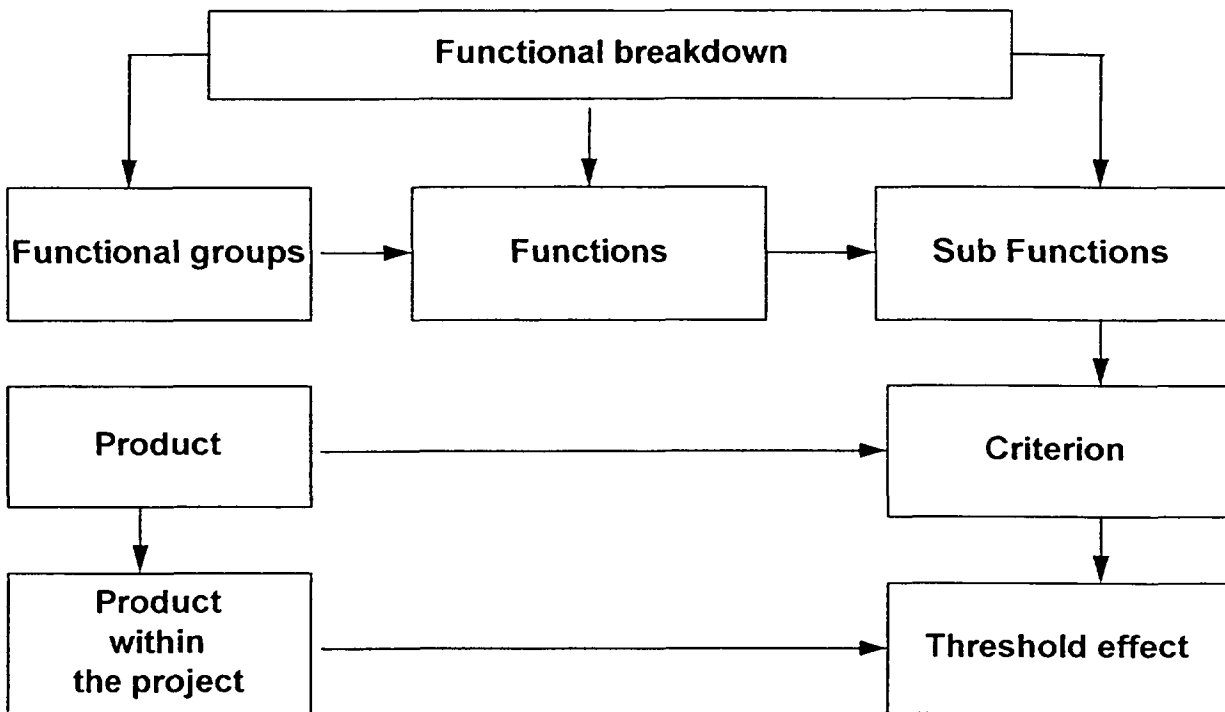 Functional breakdown
Functional groups
Functions
Sub Functions
Product
Criterion
Product
within
the project
Threshold effect